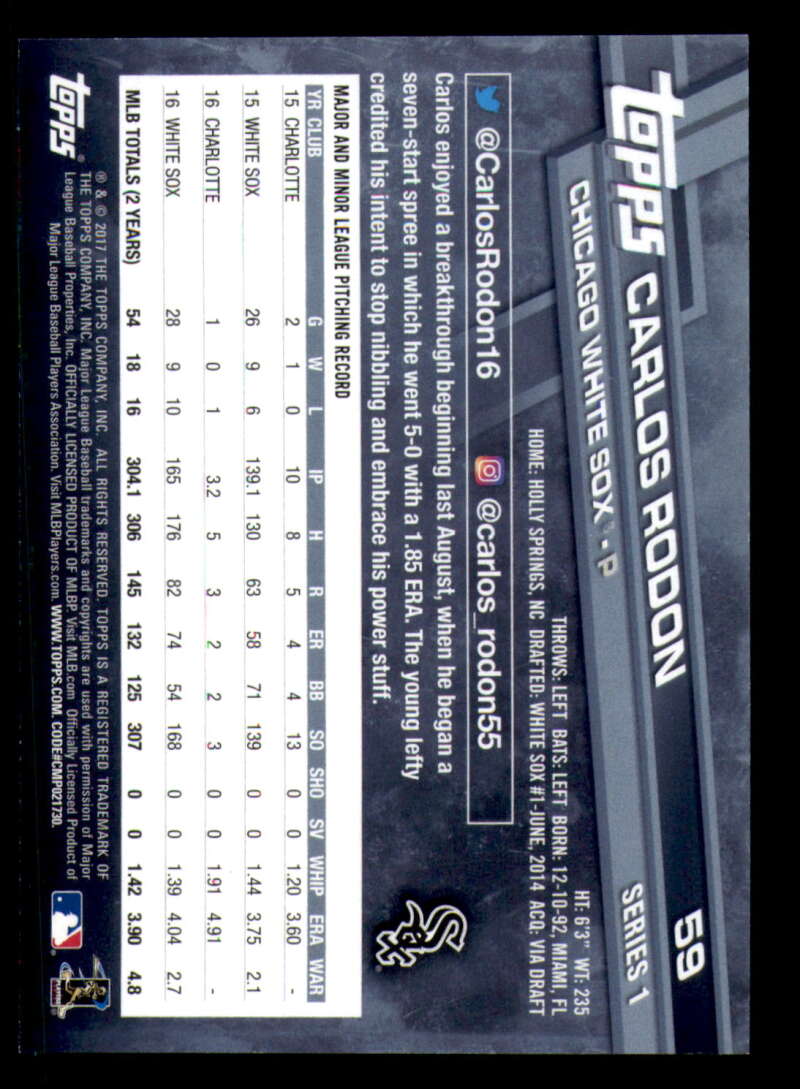 topps CARLOS RODON 59
CHICAGO WHITE SOX® • P SERIES 1
HT: 6'3" WT: 235
THROWS: LEFT BATS: LEFT BORN: 12-10-92, MIAMI, FL
HOME: HOLLY SPRINGS, NC DRAFTED: WHITE SOX #1-JUNE, 2014 ACQ: VIA DRAFT
@CarlosRodon16 @carlos_rodon55
Carlos enjoyed a breakthrough beginning last August, when he began a
seven-start spree in which he went 5-0 with a 1.85 ERA. The young lefty
credited his intent to stop nibbling and embrace his power stuff.
Sox
MAJOR AND MINOR LEAGUE PITCHING RECORD
YR CLUB G W L IP H R ER BB SO SHO SV WHIP ERA WAR
15 CHARLOTTE 2 1 0 10 8 5 4 4 13 0 0 1.20 3.60 -
15 WHITE SOX 26 9 6 139.1 130 63 58 71 139 0 0 1.44 3.75 2.1
16 CHARLOTTE 1 0 1 3.2 5 3 2 2 3 0 0 1.91 4.91 -
16 WHITE SOX 28 9 10 165 176 82 74 54 168 0 0 1.39 4.04 2.7
MLB TOTALS (2 YEARS) 54 18 16 304.1 306 145 132 125 307 0 0 1.42 3.90 4.8
topps®
® & © 2017 THE TOPPS COMPANY, INC. ALL RIGHTS RESERVED. TOPPS IS A REGISTERED TRADEMARK OF
THE TOPPS COMPANY, INC. Major League Baseball trademarks and copyrights are used with permission of Major
League Baseball Properties, Inc. OFFICIALLY LICENSED PRODUCT OF MLBP. Visit MLB.com Officially Licensed Product of
Major League Baseball Players Association. Visit MLBPlayers.com. WWW.TOPPS.COM. CODE#CMP021730.